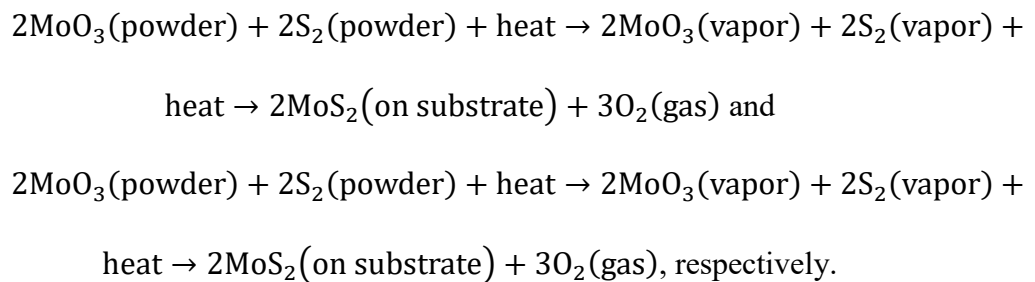 2MoO₃(powder) + 2S₂(powder) + heat → 2MoO₃(vapor) + 2S₂(vapor) +
heat → 2MoS₂(on substrate) + 3O₂(gas) and
2MoO₃(powder) + 2S₂(powder) + heat → 2MoO₃(vapor) + 2S₂(vapor) +
heat → 2MoS₂(on substrate) + 3O₂(gas), respectively.